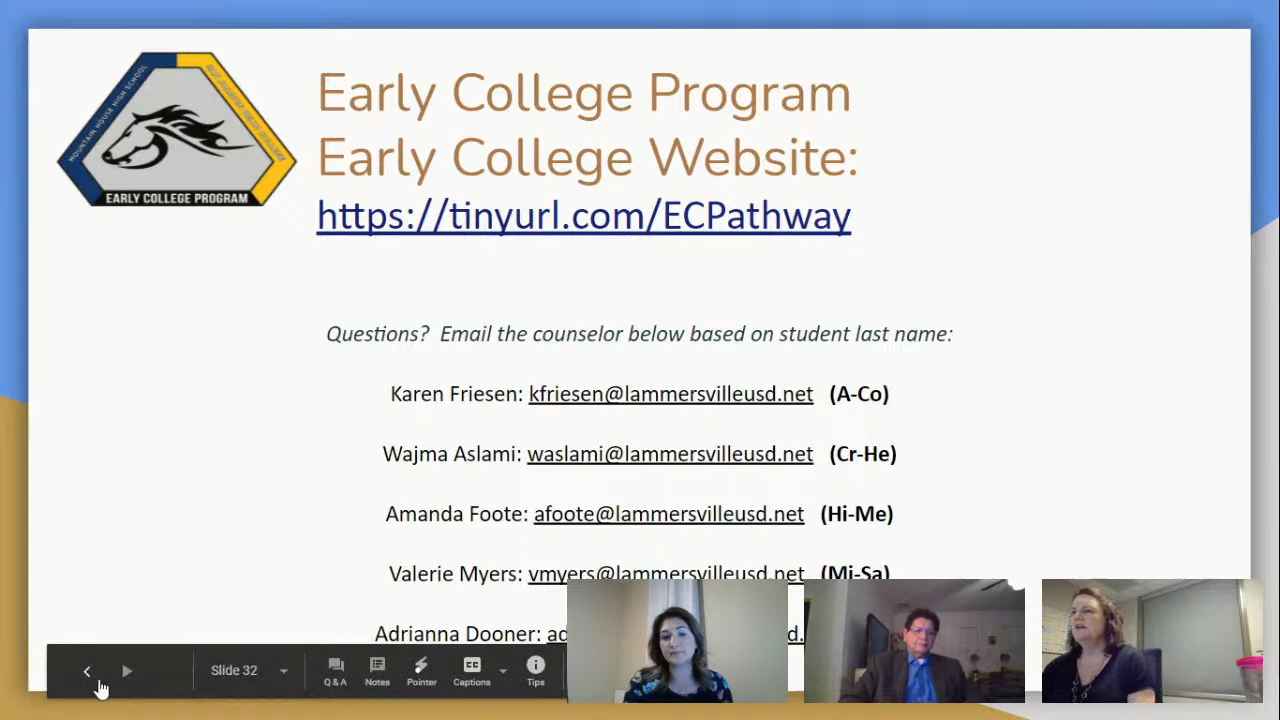 MOUNTAIN HOUSE HIGH SCHOOL
EARLY COLLEGE PROGRAM
Early College Program
Early College Website:
https://tinyurl.com/ECPathway
Questions? Email the counselor below based on student last name:
Karen Friesen: kfriesen@lammersvilleusd.net (A-Co)
Wajma Aslami: waslami@lammersvilleusd.net (Cr-He)
Amanda Foote: afoote@lammersvilleusd.net (Hi-Me)
Valerie Myers: vmyers@lammersvilleusd.net (Mi-Sa)
Adrianna Dooner:
Slide 32
Q & A
Notes
Pointer
Captions
Tips